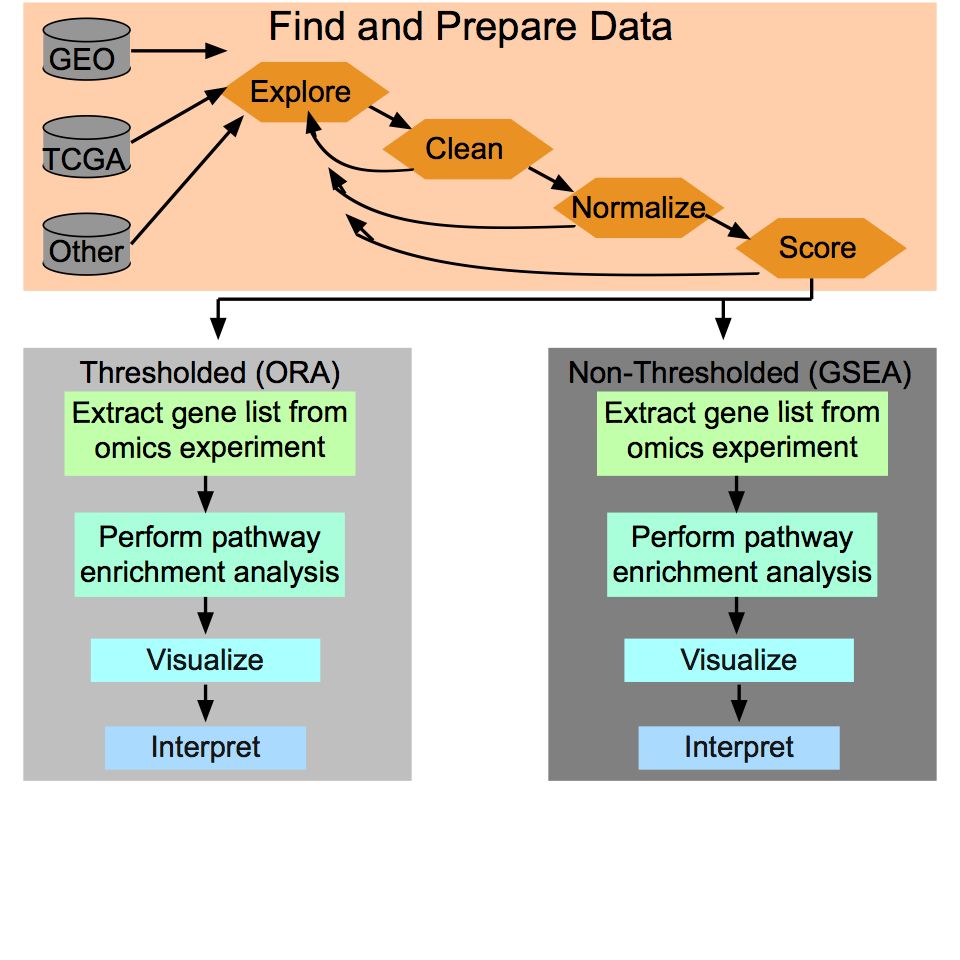 Find and Prepare Data
GEO
Explore
TCGA
Clean
Normalize
Other
Score
Thresholded (ORA)
Extract gene list from
omics experiment
Perform pathway
enrichment analysis
Visualize
Interpret
Non-Thresholded (GSEA)
Extract gene list from
omics experiment
Perform pathway
enrichment analysis
Visualize
Interpret